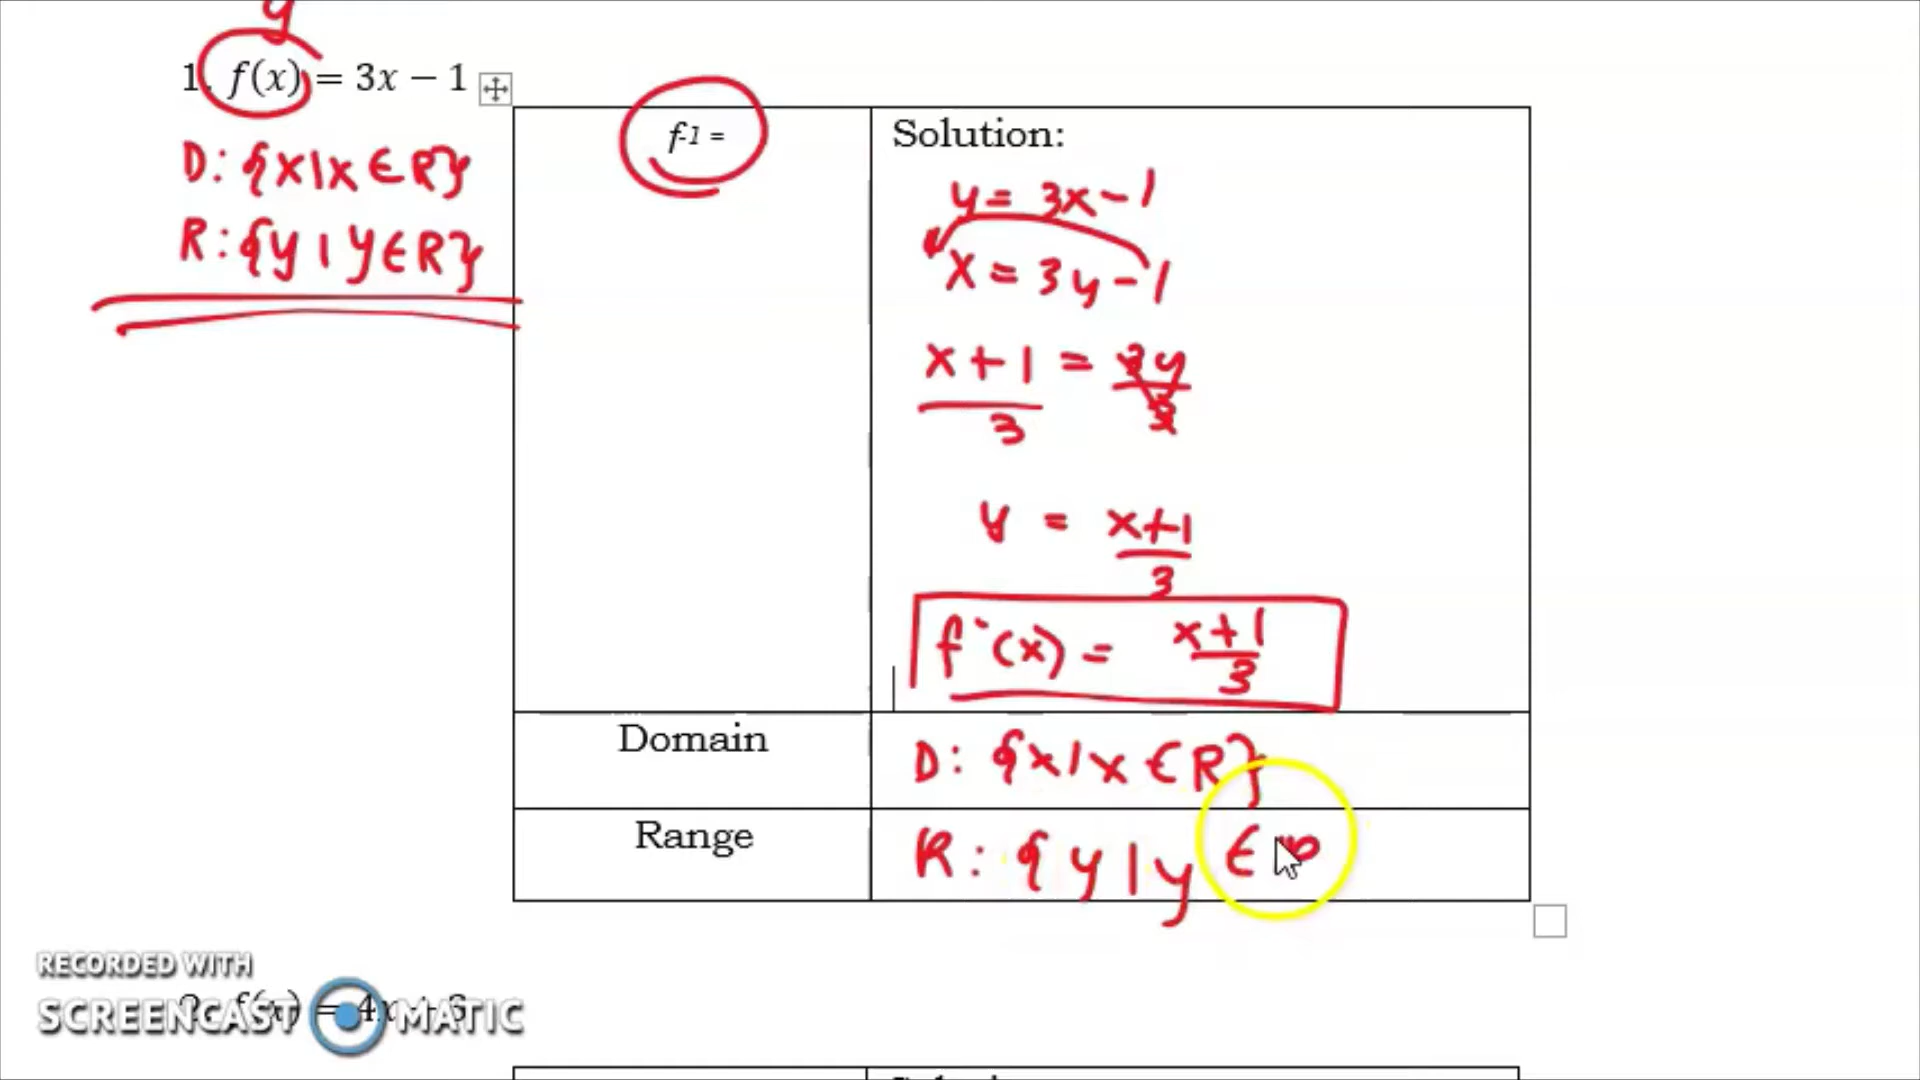 y
1. f(x) = 3x − 1
D: {x|x ∈ R}
R: {y | y ∈ R}
f-1 =
Solution:
y = 3x - 1
x = 3y - 1
x + 1 = 3y
3 3
y = x+1
3
f-(x) = x+1
3
Domain
D: {x|x ∈ R}
Range
R: { y | y ∈
RECORDED WITH
SCREENCAST MATIC
f(x) = 4x